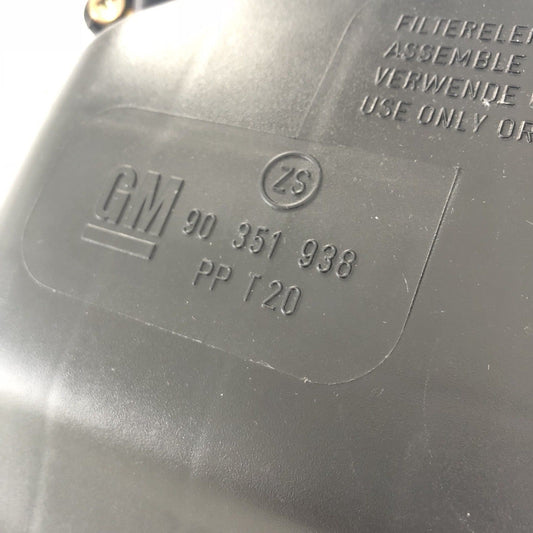 FILTERELE
ASSEMBLE
VERWENDE
USE ONLY OR
ZS
GM 90 351 938
PP T20